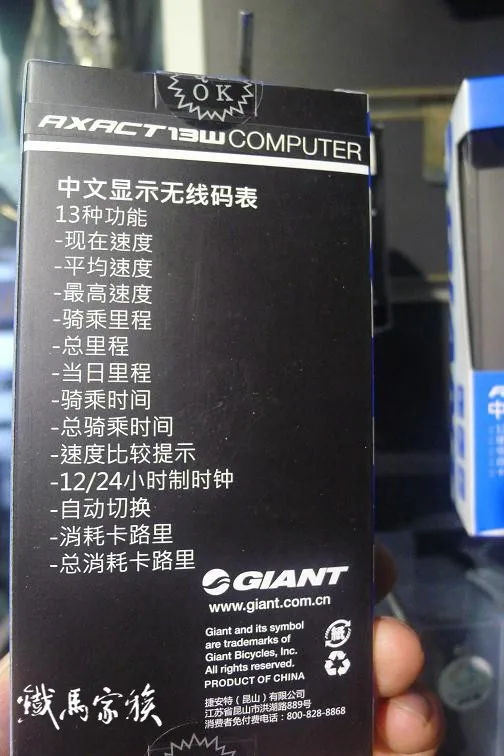 OK
AXACT 13W COMPUTER
中文显示无线码表
13种功能
-现在速度
-平均速度
-最高速度
-骑乘里程
-总里程
-当日里程
-骑乘时间
-总骑乘时间
-速度比较提示
-12/24小时制时钟
-自动切换
-消耗卡路里
-总消耗卡路里
GIANT
www.giant.com.cn
Giant and its symbol
are trademarks of
Giant Bicycles, Inc.
All rights reserved.
PRODUCT OF CHINA
紙
捷安特（昆山）有限公司
江苏省昆山市洪湖路889号
消费者免付费电话：800-828-8868
鐵馬家族
中